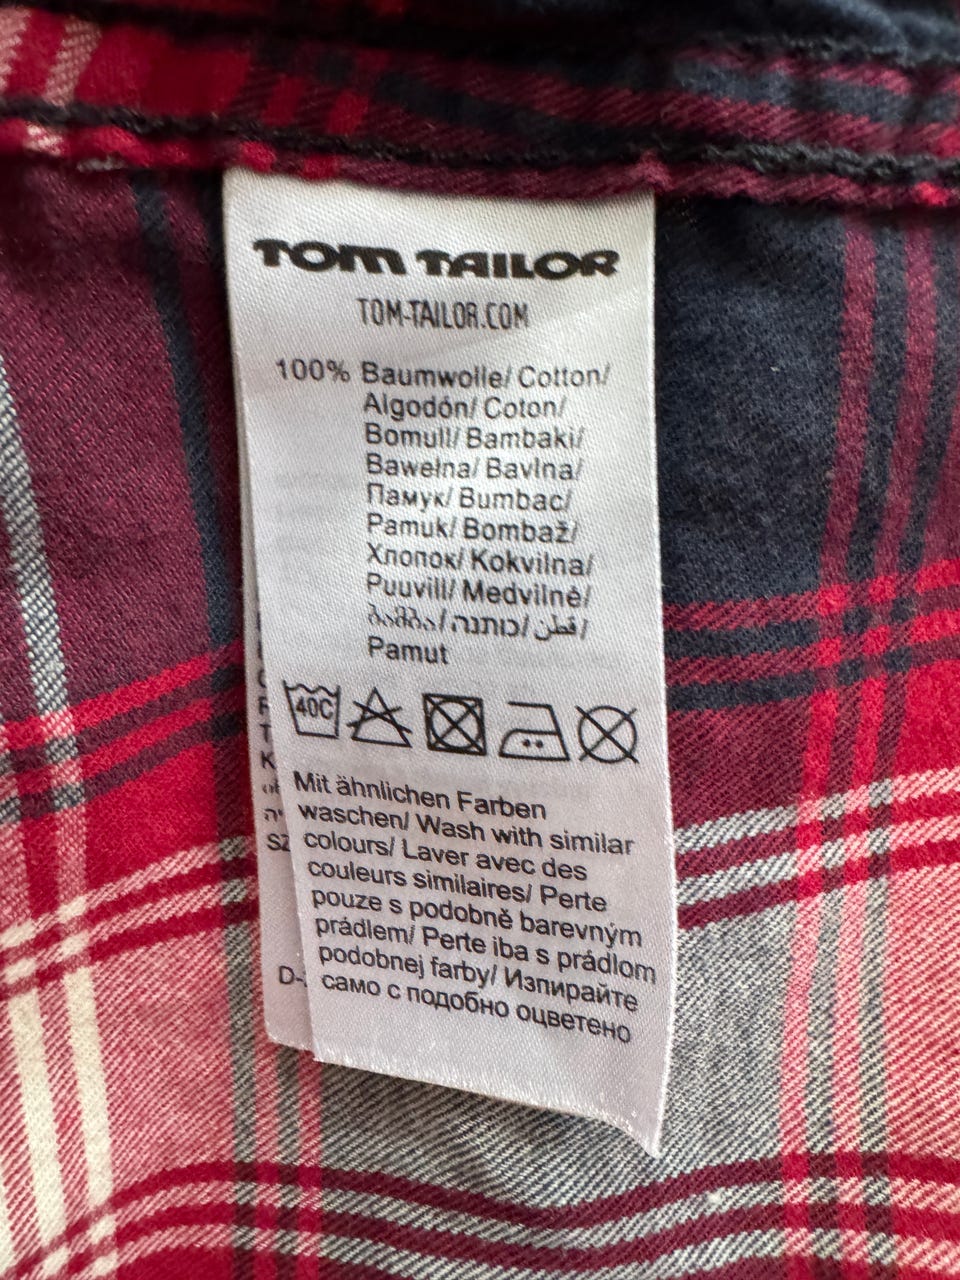 TOM TAILOR
TOM-TAILOR.COM
100% Baumwolle/ Cotton/
Algodón/ Coton/
Bomull/ Bambaki/
Bawełna/ Bavlna/
Памук/ Bumbac/
Pamuk/ Bombaž/
Хлопок/ Kokvilna/
Puuvill/ Medvilnė/
ბამბა/ כותנה/ قطن/
Pamut
40C
Mit ähnlichen Farben
waschen/ Wash with similar
colours/ Laver avec des
couleurs similaires/ Perte
pouze s podobně barevným
prádlem/ Perte iba s prádlom
podobnej farby/ Изпирайте
само с подобно оцветено
SZ
D-